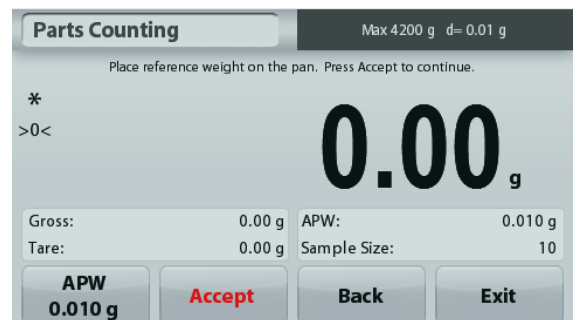 Parts Counting
Max 4200 g d= 0.01 g
Place reference weight on the pan. Press Accept to continue.
*
>0<
0.00 g
Gross: 0.00 g APW: 0.010 g
Tare: 0.00 g Sample Size: 10
APW
0.010 g
Accept
Back
Exit